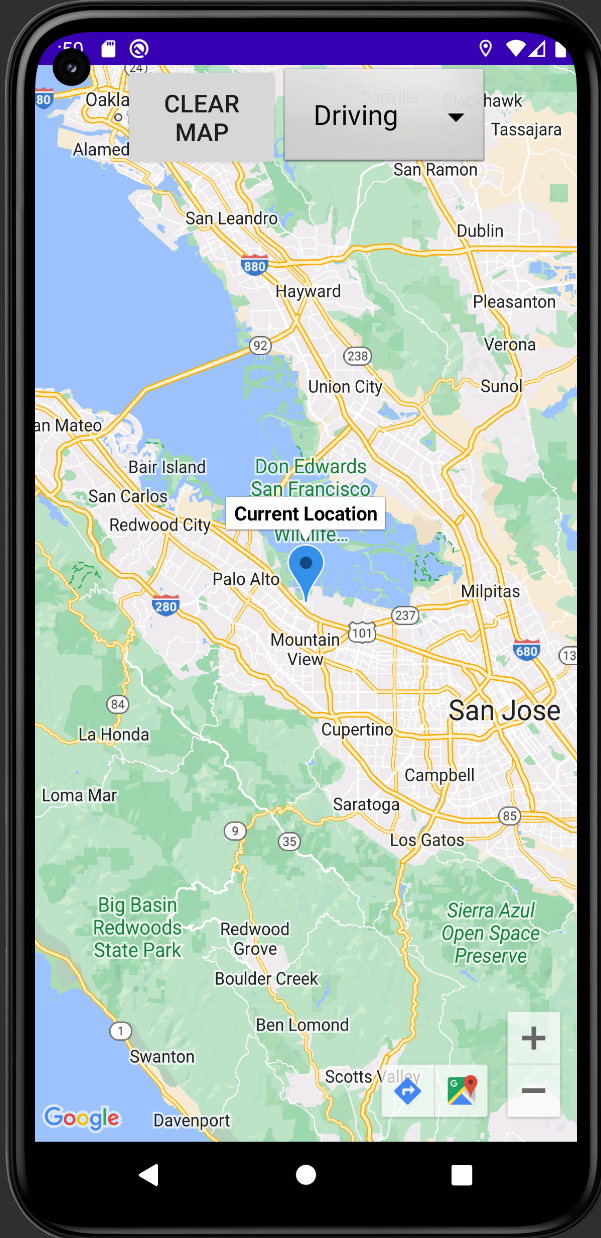 :50
(24)
80
Oakla
CLEAR
MAP
Driving
Danville
Blackhawk
Tassajara
Alamed
San Ramon
San Leandro
Dublin
880
Hayward
Pleasanton
92
238
Verona
Union City
Sunol
an Mateo
Bair Island
Don Edwards
San Francisco
San Carlos
Current Location
Redwood City
Wildlife...
Palo Alto
Milpitas
280
237
101
Mountain
View
680
13
84
San Jose
La Honda
Cupertino
Campbell
Loma Mar
Saratoga
85
9
35
Los Gatos
Big Basin
Redwoods
State Park
Sierra Azul
Open Space
Preserve
Redwood
Grove
Boulder Creek
Ben Lomond
1
+
Swanton
Scotts Valley
G
−
Google
Davenport